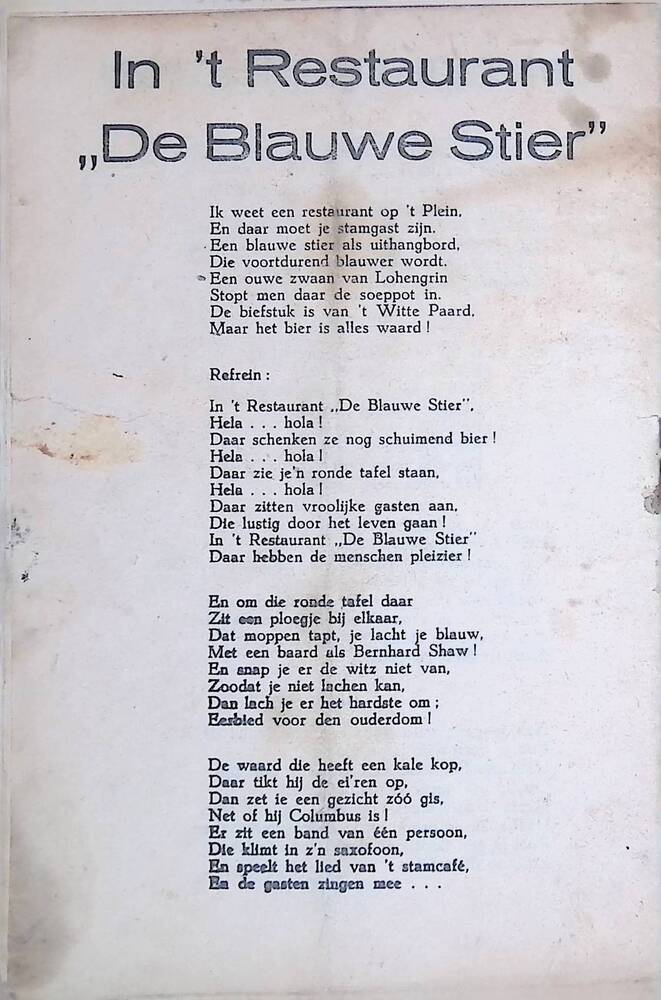 In 't Restaurant
„De Blauwe Stier”
Ik weet een restaurant op 't Plein,
En daar moet je stamgast zijn.
Een blauwe stier als uithangbord,
Die voortdurend blauwer wordt.
Een ouwe zwaan van Lohengrin
Stopt men daar de soeppot in.
De biefstuk is van 't Witte Paard,
Maar het bier is alles waard!
Refrein:
In 't Restaurant „De Blauwe Stier”,
Hela . . . hola!
Daar schenken ze nog schuimend bier!
Hela . . . hola!
Daar zie je'n ronde tafel staan,
Hela . . . hola!
Daar zitten vroolijke gasten aan,
Die lustig door het leven gaan!
In 't Restaurant „De Blauwe Stier”
Daar hebben de menschen pleizier!
En om die ronde tafel daar
Zit een ploegje bij elkaar,
Dat moppen tapt, je lacht je blauw,
Met een baard als Bernhard Shaw!
En snap je er de witz niet van,
Zoodat je niet lachen kan,
Dan lach je er het hardste om;
Eerbied voor den ouderdom!
De waard die heeft een kale kop,
Daar tikt hij de ei'ren op,
Dan zet ie een gezicht zóó gis,
Net of hij Columbus is!
Er zit een band van één persoon,
Die klimt in z'n saxofoon,
En speelt het lied van 't stamcafé,
En de gasten zingen mee . . .